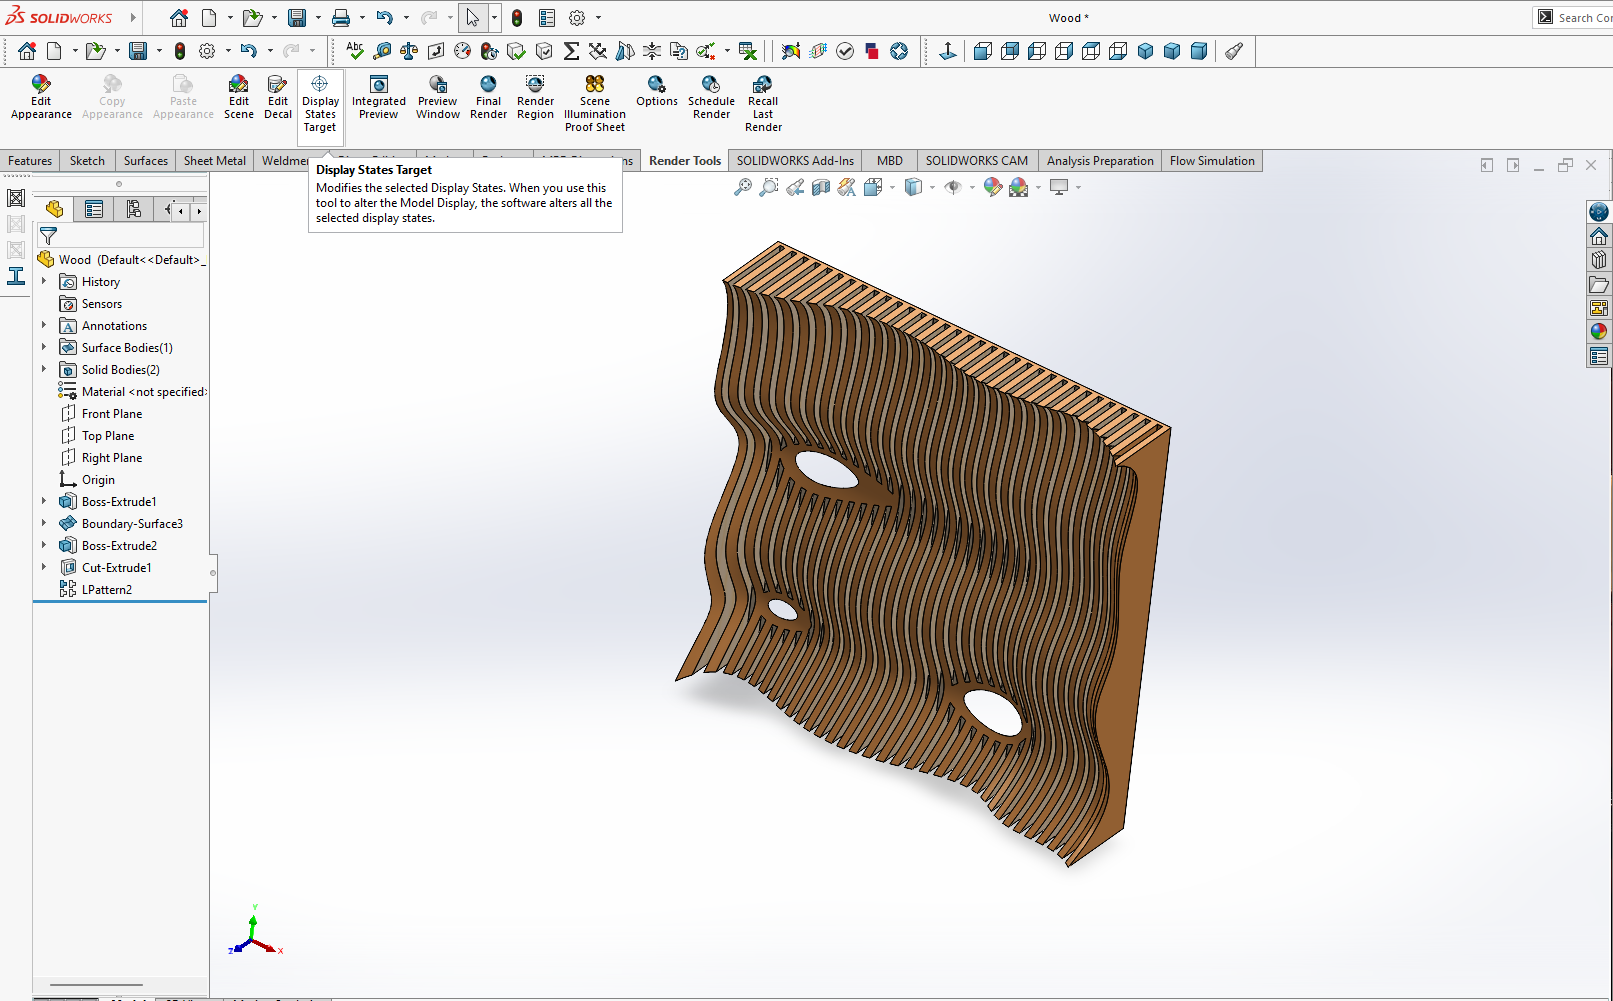 SOLIDWORKS
Wood *
Search Co
Edit Appearance
Copy Appearance
Paste Appearance
Edit Scene
Edit Decal
Display States Target
Integrated Preview
Preview Window
Final Render
Render Region
Scene Illumination Proof Sheet
Options
Schedule Render
Recall Last Render
Features
Sketch
Surfaces
Sheet Metal
Weldme
Render Tools
SOLIDWORKS Add-Ins
MBD
SOLIDWORKS CAM
Analysis Preparation
Flow Simulation
Display States Target
Modifies the selected Display States. When you use this
tool to alter the Model Display, the software alters all the
selected display states.
Wood (Default<<Default>_
History
Sensors
Annotations
Surface Bodies(1)
Solid Bodies(2)
Material <not specified>
Front Plane
Top Plane
Right Plane
Origin
Boss-Extrude1
Boundary-Surface3
Boss-Extrude2
Cut-Extrude1
LPattern2
Y
Z
X